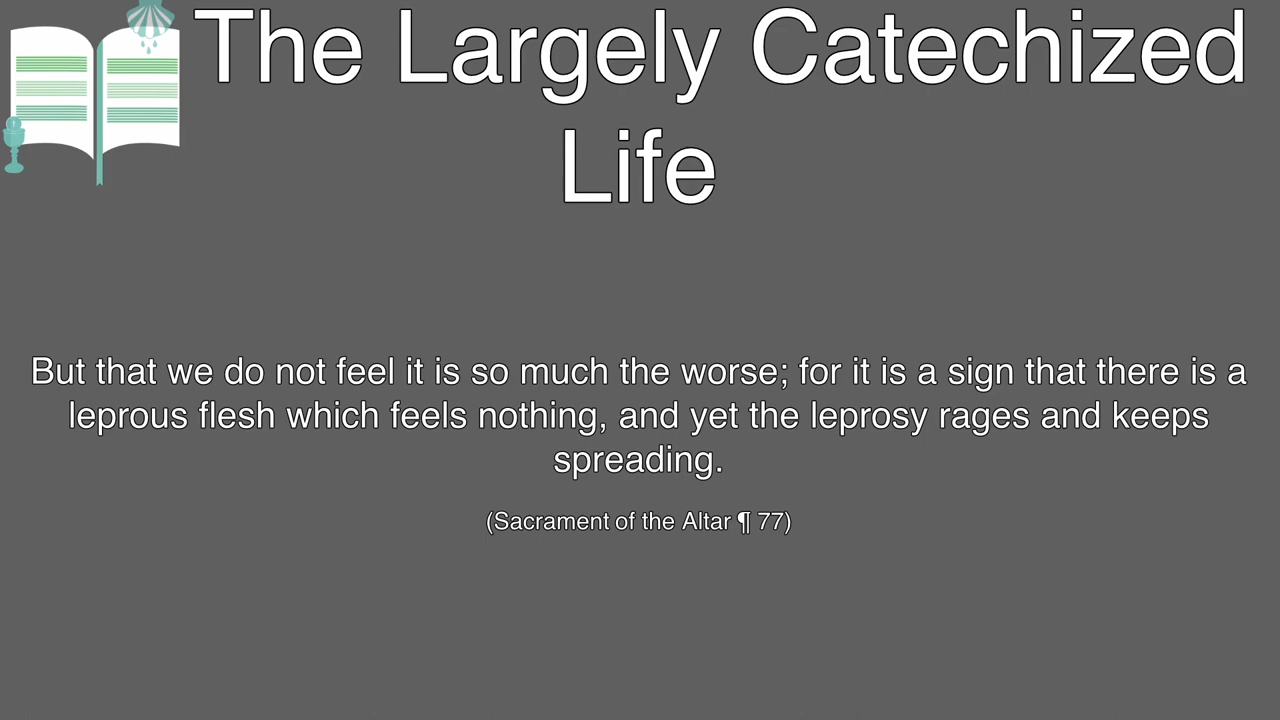 The Largely Catechized
Life
But that we do not feel it is so much the worse; for it is a sign that there is a
leprous flesh which feels nothing, and yet the leprosy rages and keeps
spreading.
(Sacrament of the Altar ¶ 77)